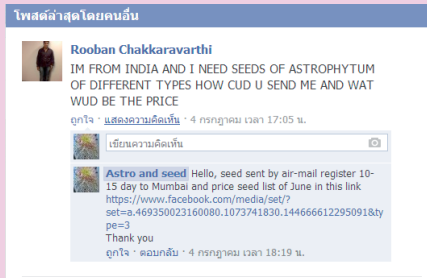 โพสต์ล่าสุดโดยคนอื่น
Rooban Chakkaravarthi
IM FROM INDIA AND I NEED SEEDS OF ASTROPHYTUM
OF DIFFERENT TYPES HOW CUD U SEND ME AND WAT
WUD BE THE PRICE
ถูกใจ · แสดงความคิดเห็น · 4 กรกฎาคม เวลา 17:05 น.
เขียนความคิดเห็น
Astro and seed Hello, seed sent by air-mail register 10-
15 day to Mumbai and price seed list of June in this link
https://www.facebook.com/media/set/?
set=a.469350023160080.1073741830.144666612295091&ty
pe=3
Thank you
ถูกใจ · ตอบกลับ · 4 กรกฎาคม เวลา 18:19 น.